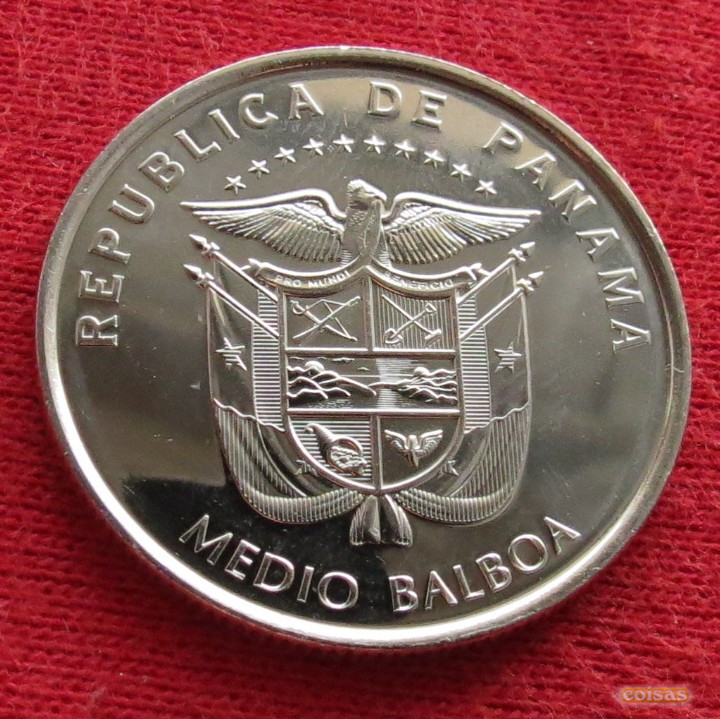 REPUBLICA DE PANAMA
PRO MUNDI BENEFICIO
MEDIO BALBOA
coisas